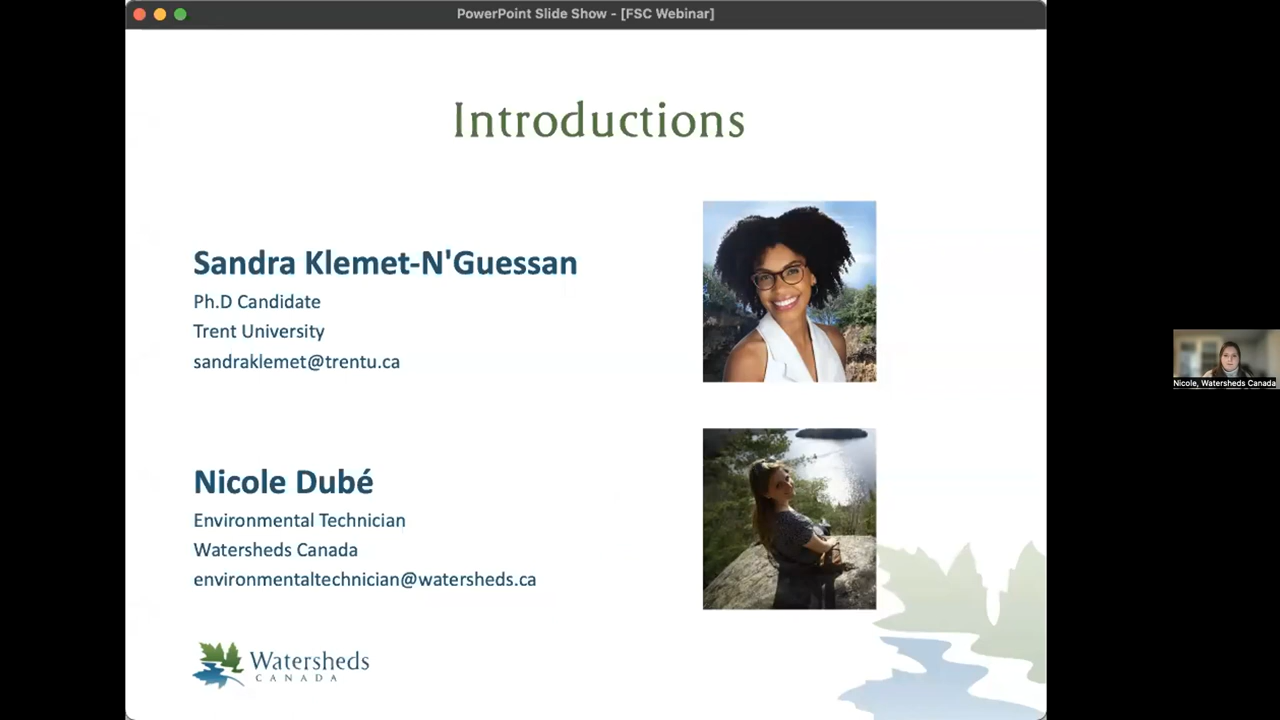 PowerPoint Slide Show - [FSC Webinar]
Introductions
Sandra Klemet-N'Guessan
Ph.D Candidate
Trent University
sandraklemet@trentu.ca
Nicole Dubé
Environmental Technician
Watersheds Canada
environmentaltechnician@watersheds.ca
Watersheds
CANADA
Nicole, Watersheds Canada